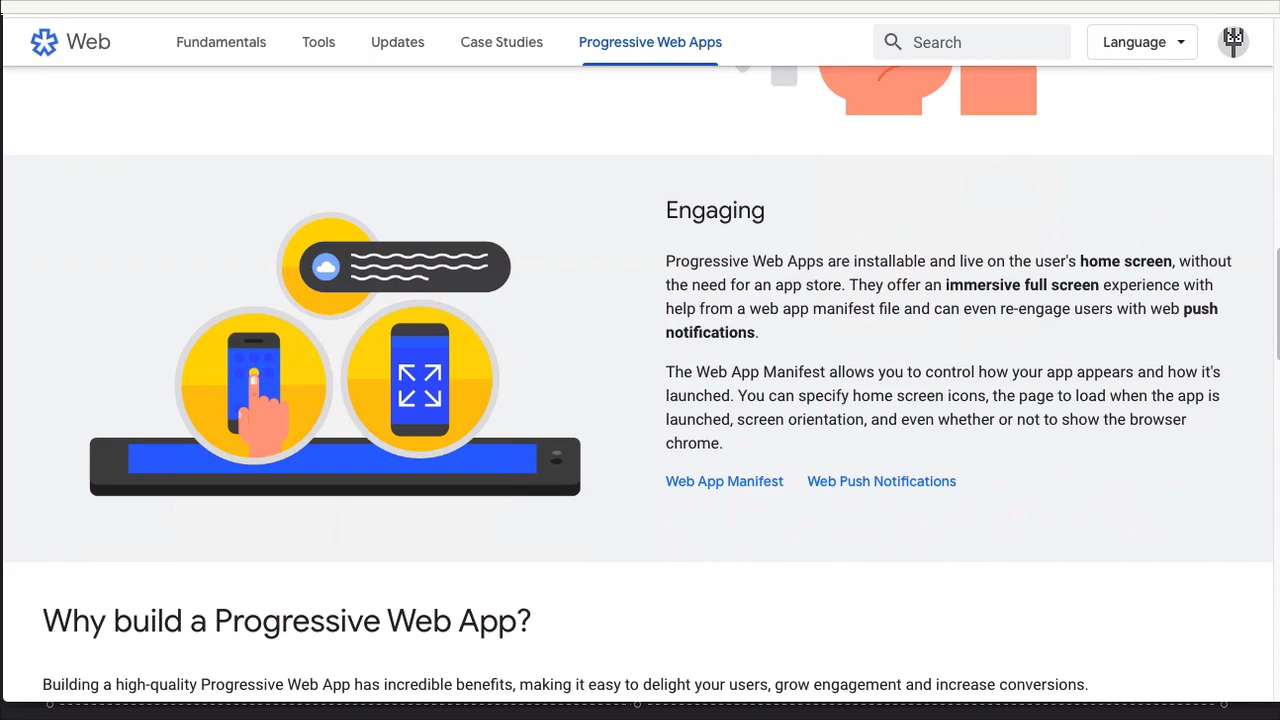 Web Fundamentals Tools Updates Case Studies Progressive Web Apps Search Language
Engaging
Progressive Web Apps are installable and live on the user's home screen, without
the need for an app store. They offer an immersive full screen experience with
help from a web app manifest file and can even re-engage users with web push
notifications.
The Web App Manifest allows you to control how your app appears and how it's
launched. You can specify home screen icons, the page to load when the app is
launched, screen orientation, and even whether or not to show the browser
chrome.
Web App Manifest Web Push Notifications
Why build a Progressive Web App?
Building a high-quality Progressive Web App has incredible benefits, making it easy to delight your users, grow engagement and increase conversions.